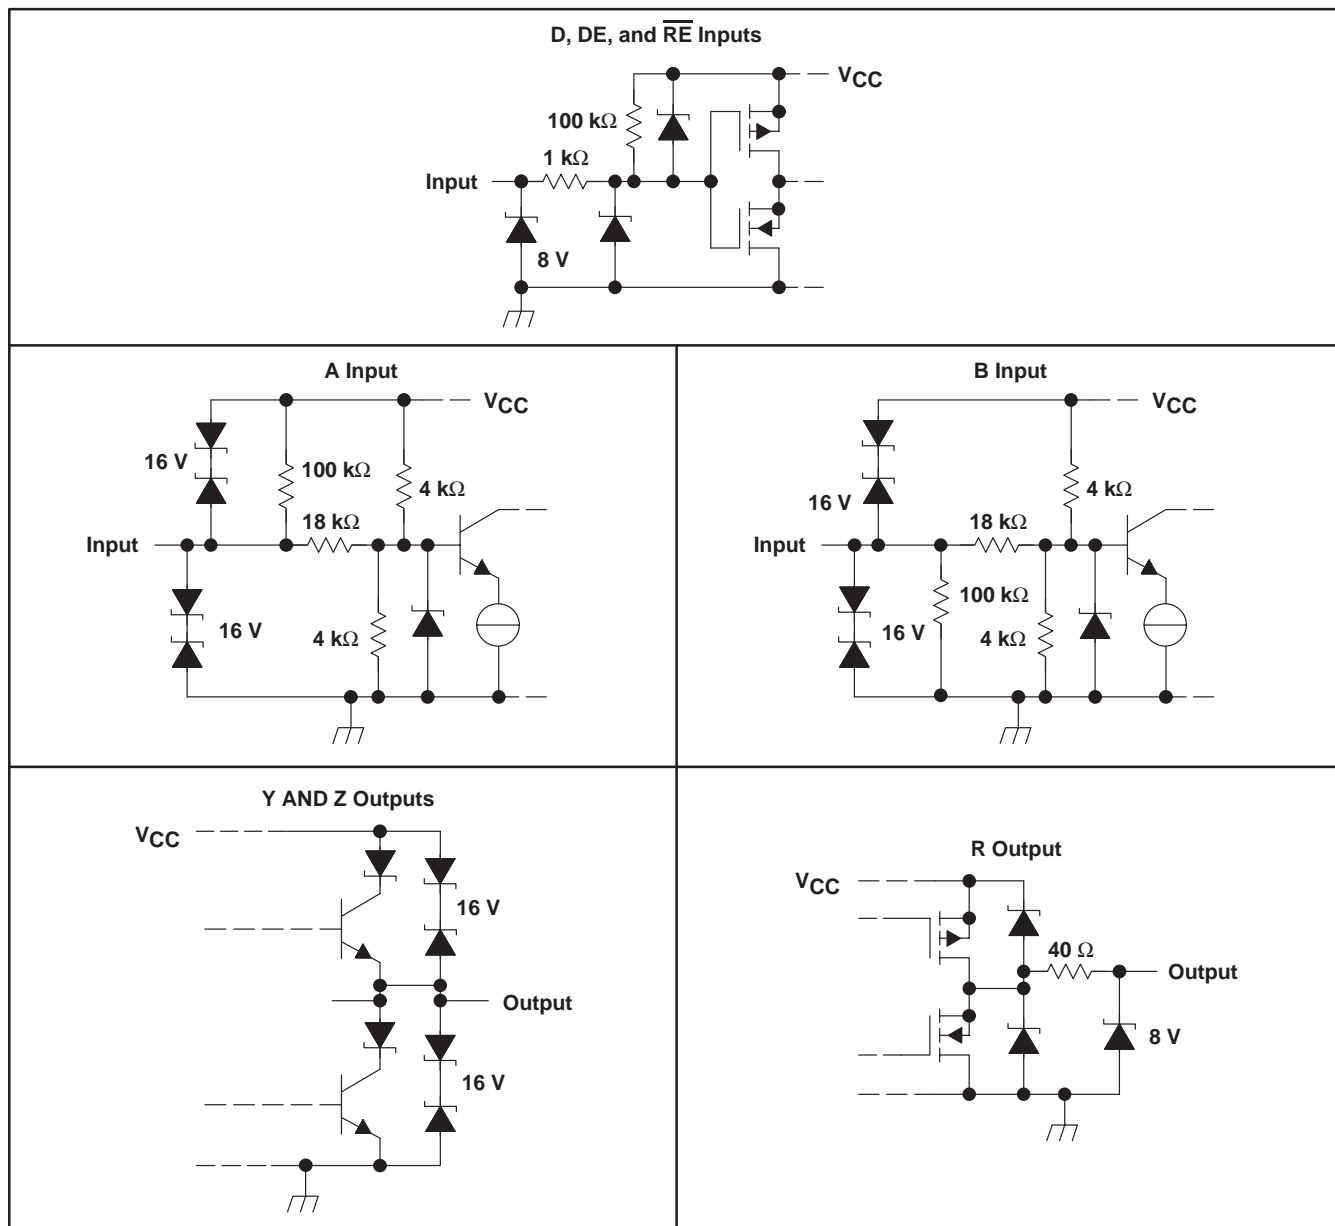 D, DE, and R̅E̅ Inputs
VCC
100 kΩ
1 kΩ
Input
8 V
A Input
VCC
16 V
100 kΩ
4 kΩ
18 kΩ
Input
16 V
4 kΩ
B Input
VCC
4 kΩ
16 V
18 kΩ
Input
100 kΩ
16 V
4 kΩ
Y AND Z Outputs
VCC
16 V
Output
16 V
R Output
VCC
40 Ω
Output
8 V